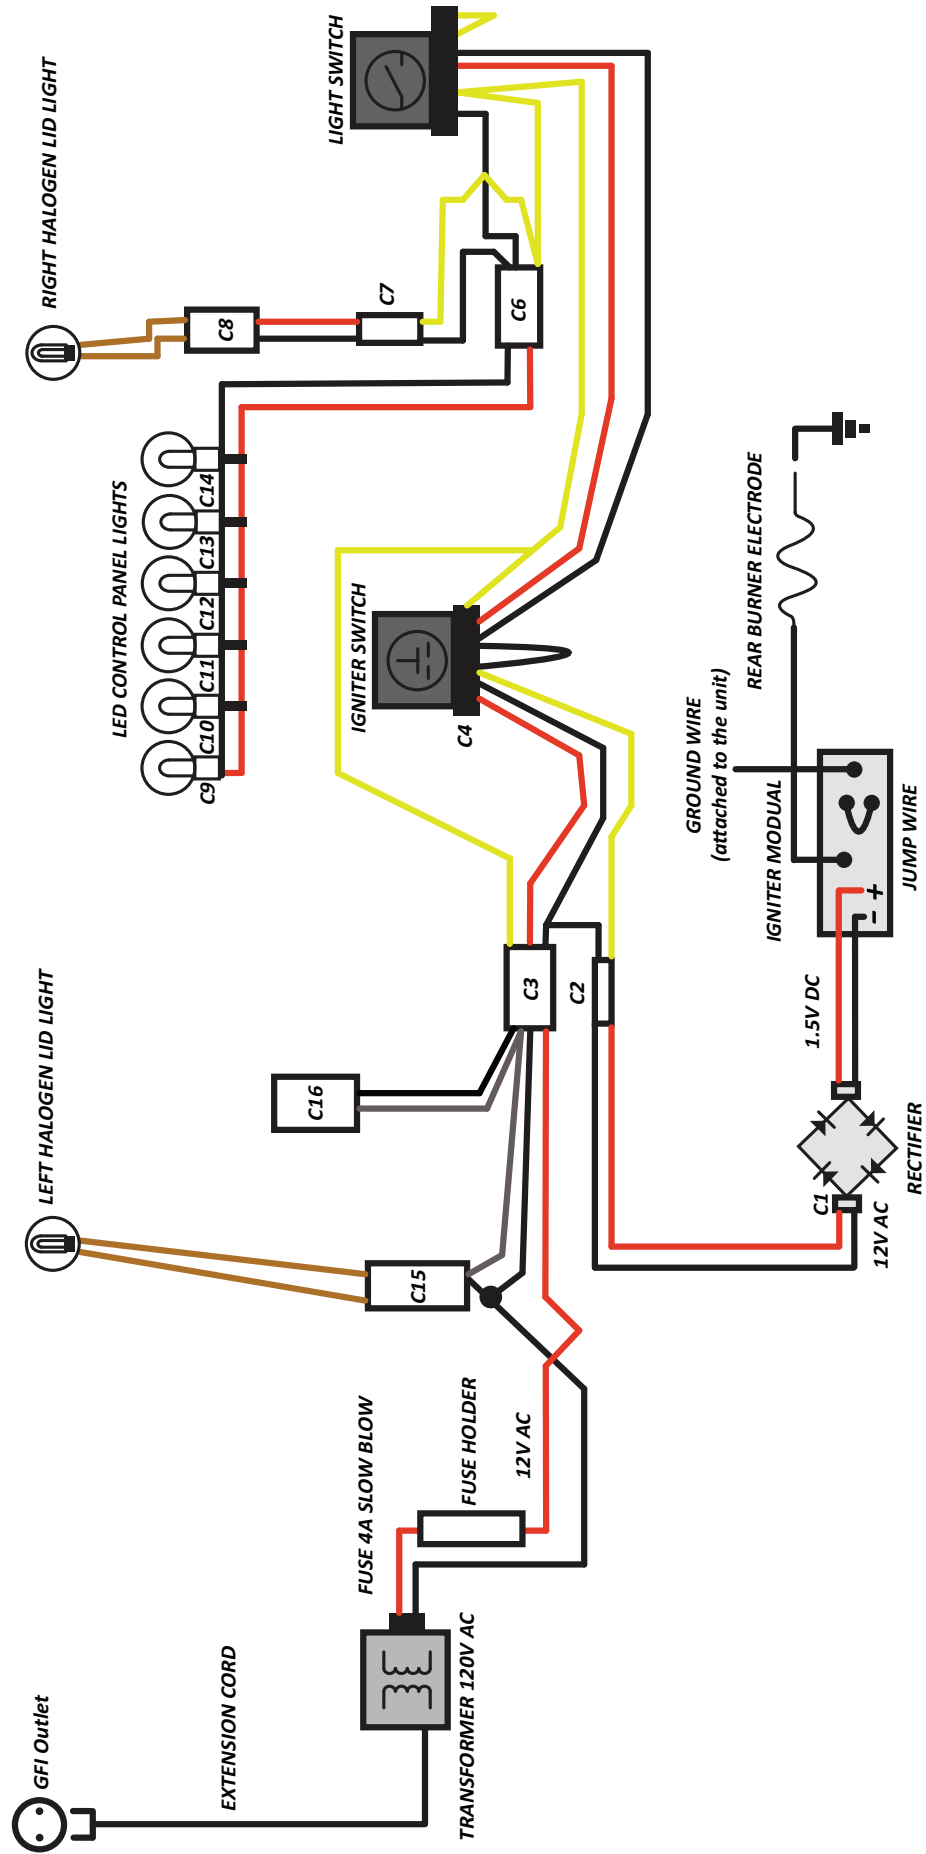 GFI Outlet
EXTENSION CORD
TRANSFORMER 120V AC
FUSE 4A SLOW BLOW
FUSE HOLDER
12V AC
LEFT HALOGEN LID LIGHT
C15
C16
C3
C2
C1
12V AC
RECTIFIER
1.5V DC
IGNITER MODUAL
- +
JUMP WIRE
GROUND WIRE
(attached to the unit)
REAR BURNER ELECTRODE
IGNITER SWITCH
C4
LED CONTROL PANEL LIGHTS
C9
C10
C11
C12
C13
C14
RIGHT HALOGEN LID LIGHT
C8
C7
C6
LIGHT SWITCH